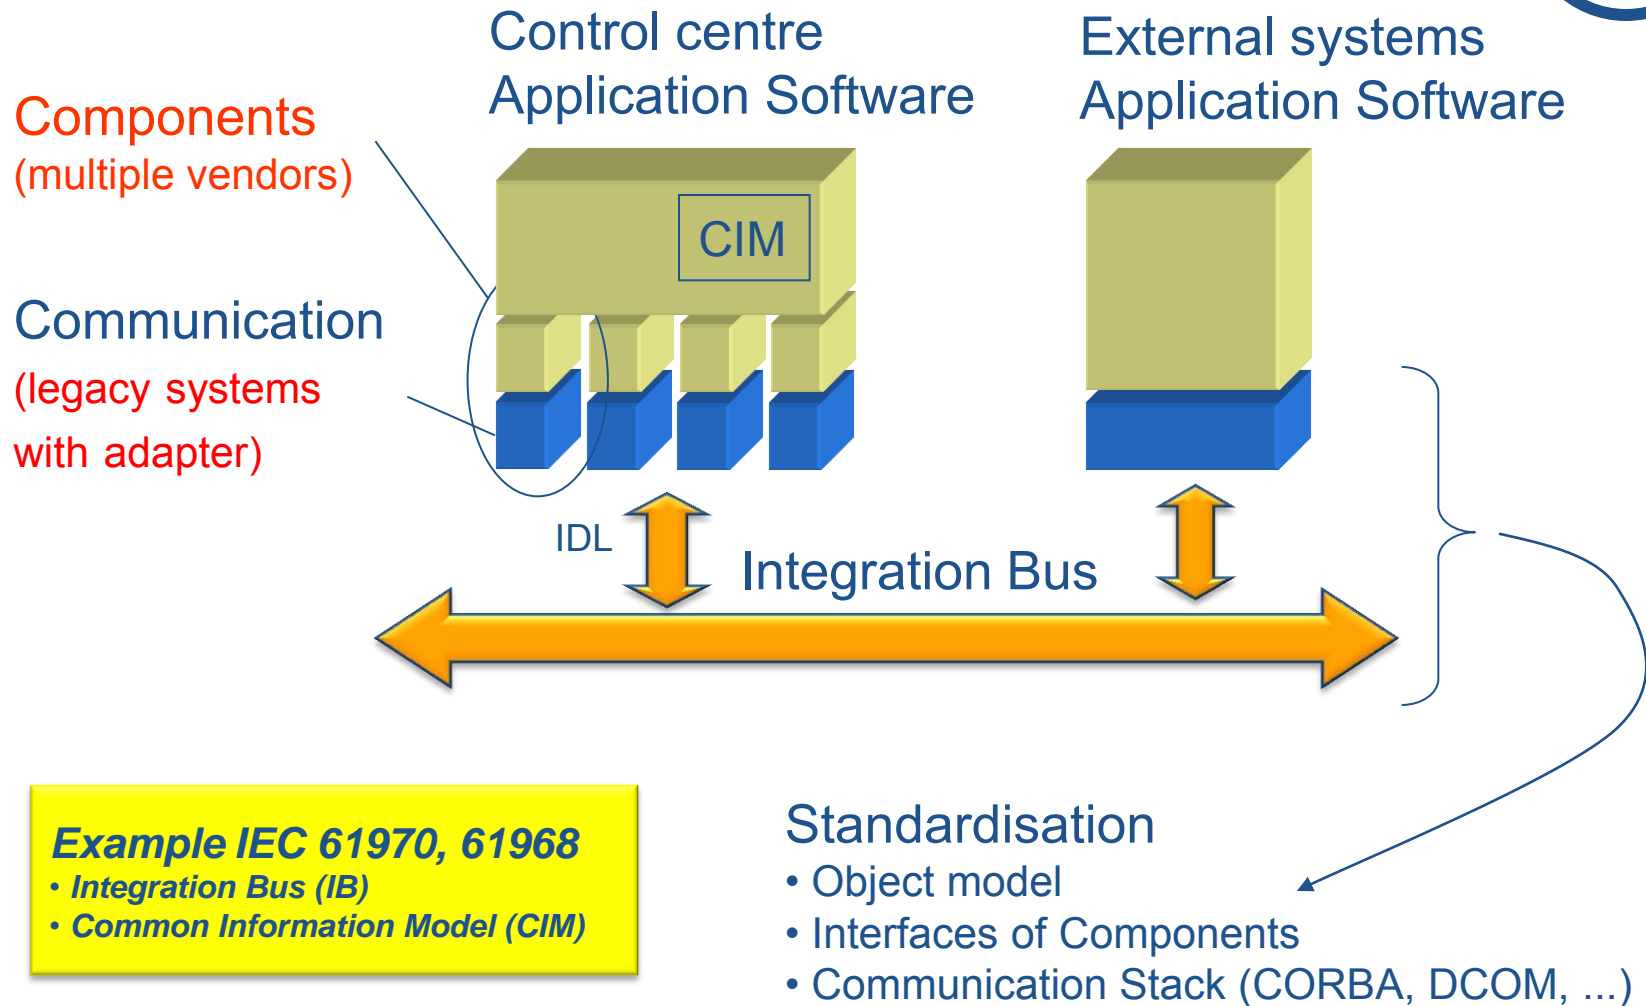 Control centre
Application Software
External systems
Application Software
Components
(multiple vendors)
CIM
Communication
(legacy systems
with adapter)
IDL
Integration Bus
Example IEC 61970, 61968
• Integration Bus (IB)
• Common Information Model (CIM)
Standardisation
• Object model
• Interfaces of Components
• Communication Stack (CORBA, DCOM, ...)